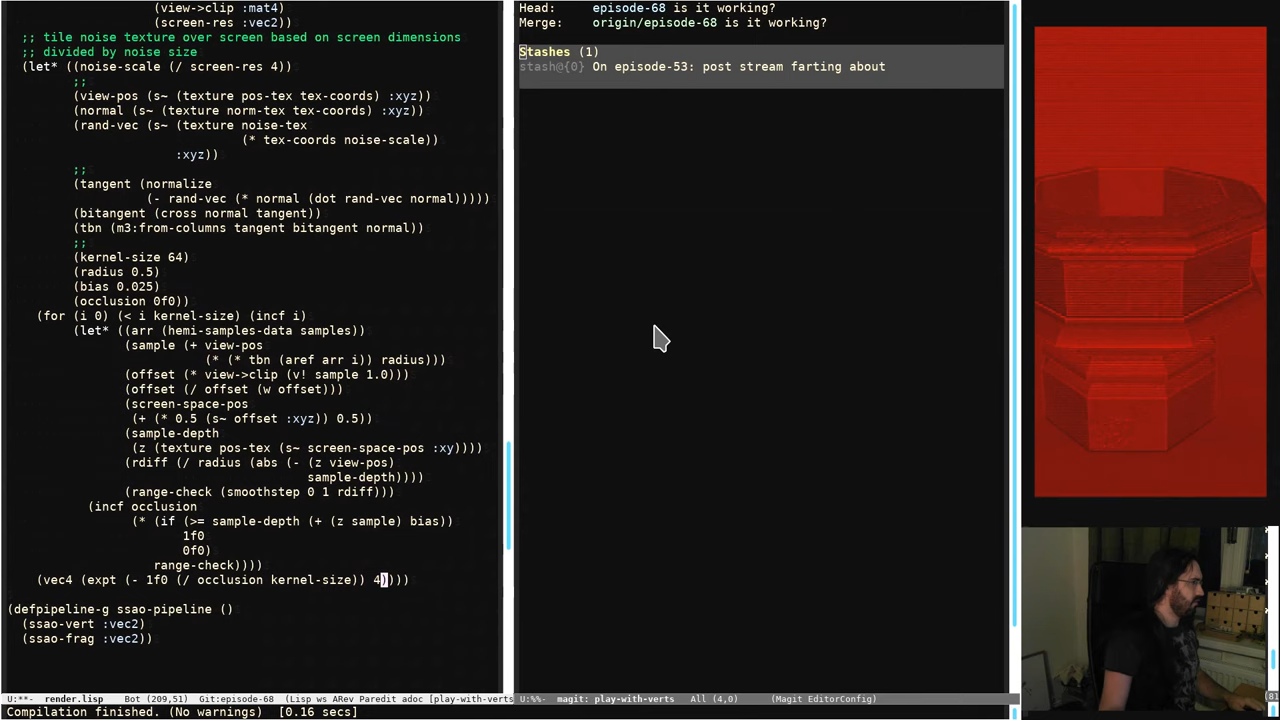 (view->clip :mat4)
(screen-res :vec2))
;; tile noise texture over screen based on screen dimensions
;; divided by noise size
(let* ((noise-scale (/ screen-res 4))
;;
(view-pos (s~ (texture pos-tex tex-coords) :xyz))
(normal (s~ (texture norm-tex tex-coords) :xyz))
(rand-vec (s~ (texture noise-tex
(* tex-coords noise-scale))
:xyz))
;;
(tangent (normalize
(- rand-vec (* normal (dot rand-vec normal)))))
(bitangent (cross normal tangent))
(tbn (m3:from-columns tangent bitangent normal))
;;
(kernel-size 64)
(radius 0.5)
(bias 0.025)
(occlusion 0f0))
(for (i 0) (< i kernel-size) (incf i)
(let* ((arr (hemi-samples-data samples))
(sample (+ view-pos
(* (* tbn (aref arr i)) radius)))
(offset (* view->clip (v! sample 1.0)))
(offset (/ offset (w offset)))
(screen-space-pos
(+ (* 0.5 (s~ offset :xyz)) 0.5))
(sample-depth
(z (texture pos-tex (s~ screen-space-pos :xy))))
(rdiff (/ radius (abs (- (z view-pos)
sample-depth))))
(range-check (smoothstep 0 1 rdiff)))
(incf occlusion
(* (if (>= sample-depth (+ (z sample) bias))
1f0
0f0)
range-check))))
(vec4 (expt (- 1f0 (/ occlusion kernel-size)) 4))))
(defpipeline-g ssao-pipeline ()
(ssao-vert :vec2)
(ssao-frag :vec2))
U:**- render.lisp Bot (209,51) Git:episode-68 (Lisp ws ARev Paredit adoc [play-with-verts
Compilation finished. (No warnings) [0.16 secs]
Head: episode-68 is it working?
Merge: origin/episode-68 is it working?
Stashes (1)
stash@{0} On episode-53: post stream farting about
U:%%- magit: play-with-verts All (4,0) (Magit EditorConfig)
(81